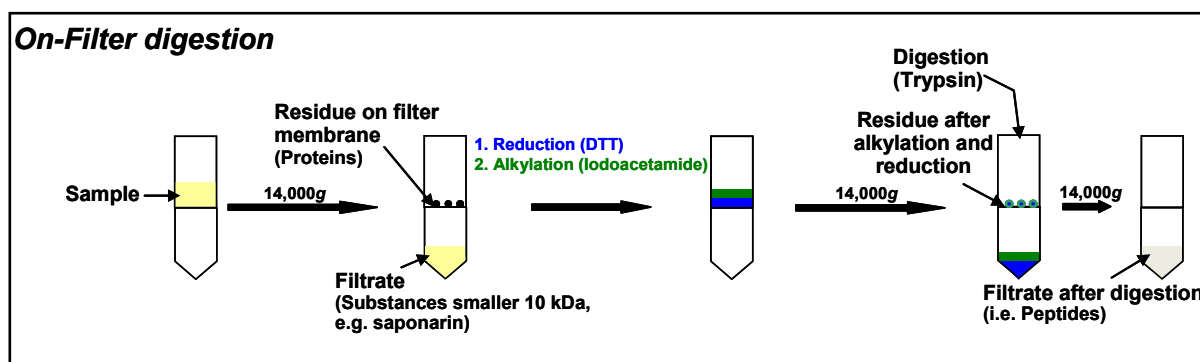 On-Filter digestion
Sample
14,000g
Residue on filter
membrane
(Proteins)
Filtrate
(Substances smaller 10 kDa,
e.g. saponarin)
1. Reduction (DTT)
2. Alkylation (Iodoacetamide)
14,000g
Digestion
(Trypsin)
Residue after
alkylation and
reduction
14,000g
Filtrate after digestion
(i.e. Peptides)